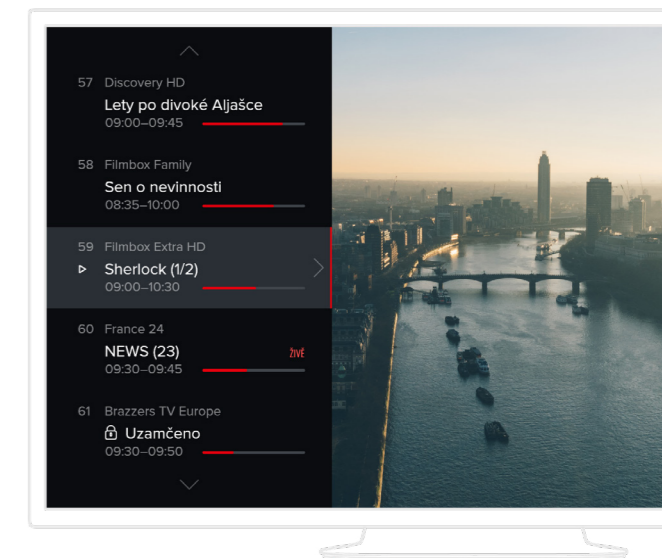 57 Discovery HD
Lety po divoké Aljašce
09:00–09:45
58 Filmbox Family
Sen o nevinnosti
08:35–10:00
59 Filmbox Extra HD
Sherlock (1/2)
09:00–10:30
60 France 24
NEWS (23) ŽIVĚ
09:30–09:45
61 Brazzers TV Europe
Uzamčeno
09:30–09:50